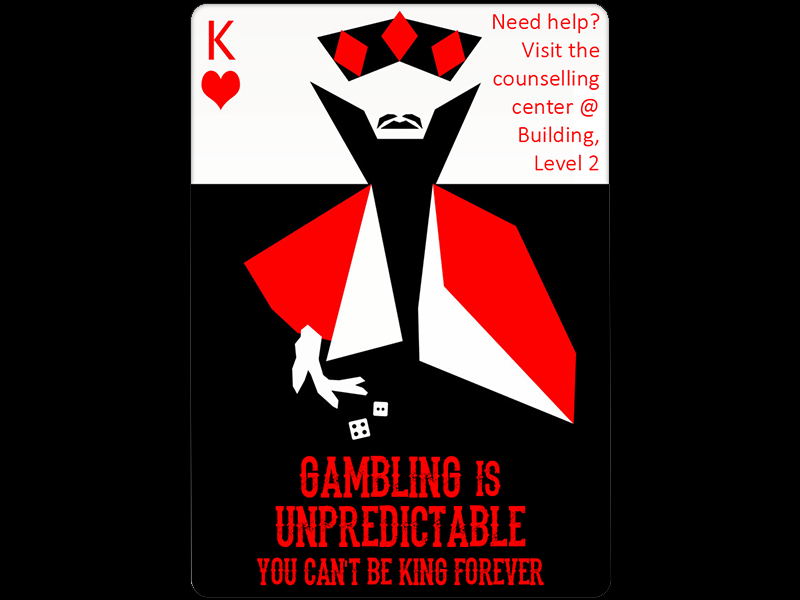 K
Need help?
Visit the
counselling
center @
Building,
Level 2
GAMBLING IS
UNPREDICTABLE
YOU CAN'T BE KING FOREVER